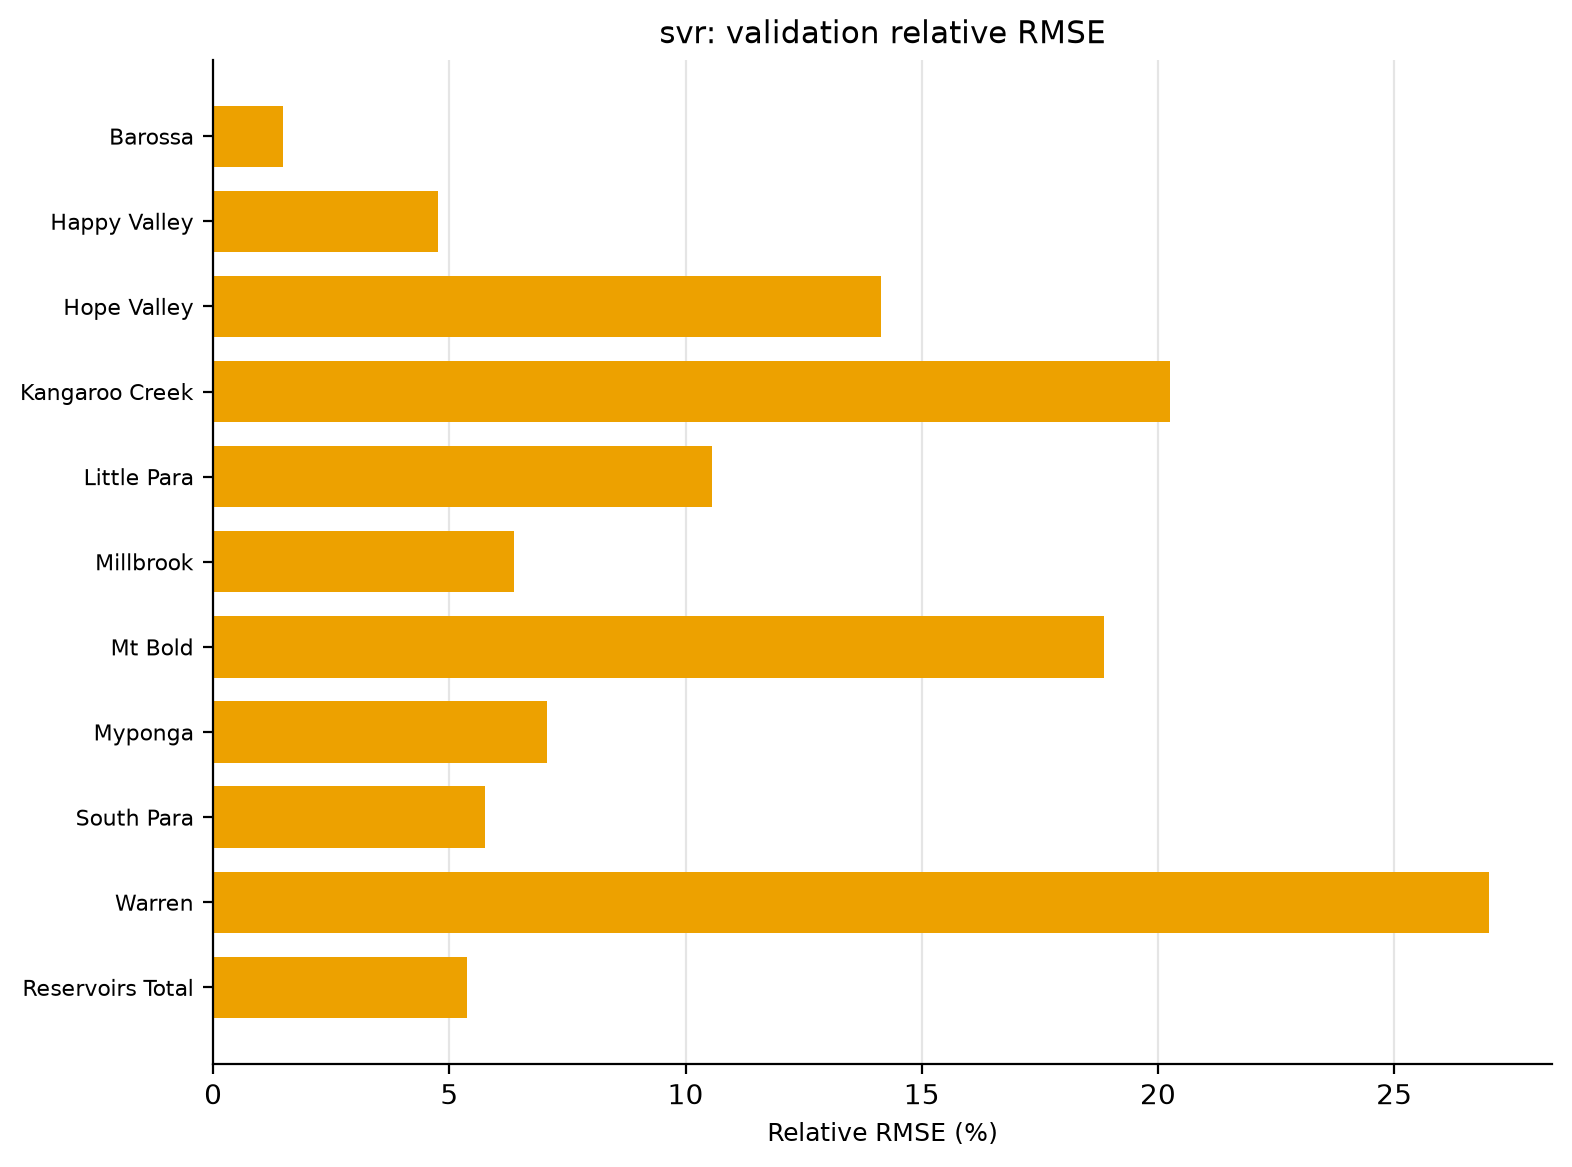 svr: validation relative RMSE
Barossa
Happy Valley
Hope Valley
Kangaroo Creek
Little Para
Millbrook
Mt Bold
Myponga
South Para
Warren
Reservoirs Total
0 5 10 15 20 25
Relative RMSE (%)